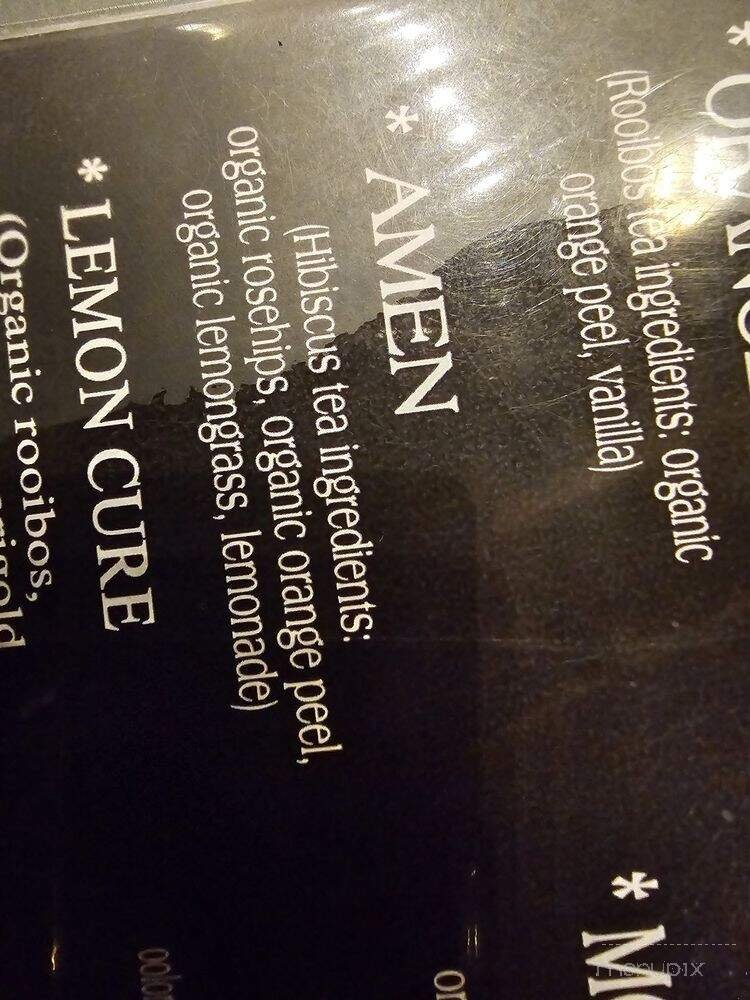 *
(Rooibos tea ingredients: organic
orange peel, vanilla)
* AMEN
(Hibiscus tea ingredients:
organic rosehips, organic orange peel,
organic lemongrass, lemonade)
* LEMON CURE
(Organic rooibos,
* M
menupix